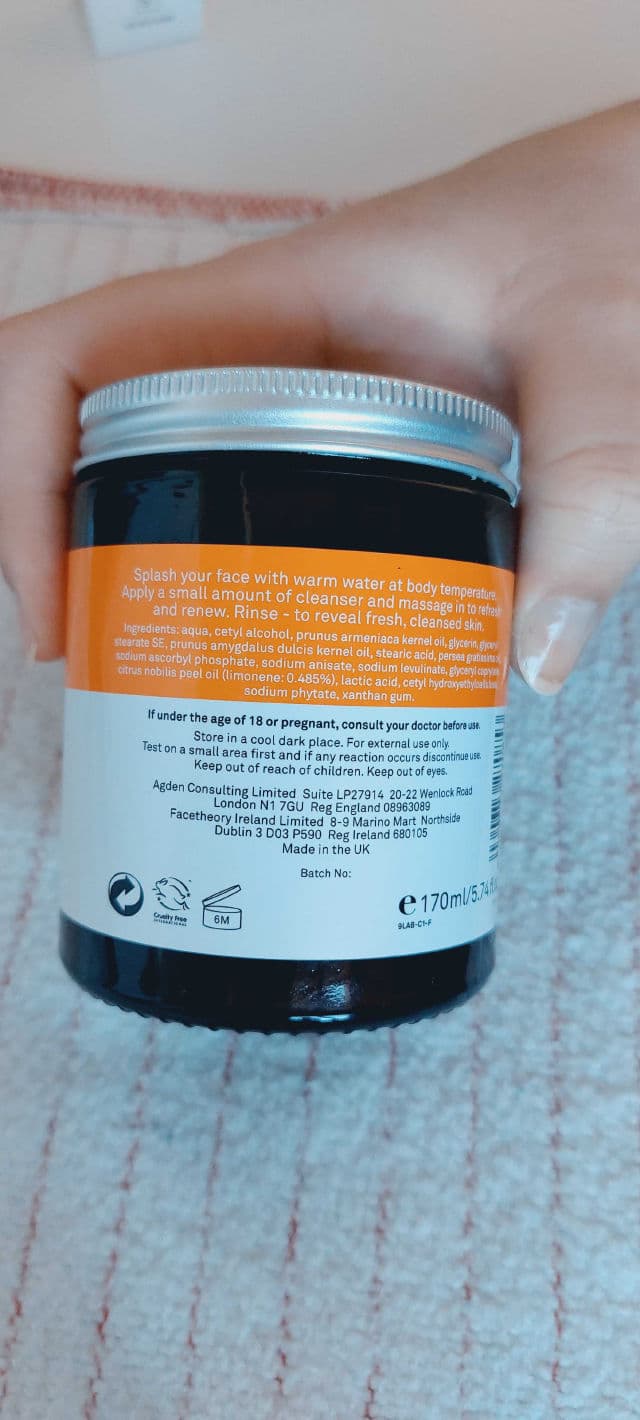 Splash your face with warm water at body temperature.
Apply a small amount of cleanser and massage in to refresh
and renew. Rinse - to reveal fresh, cleansed skin.
Ingredients: aqua, cetyl alcohol, prunus armeniaca kernel oil, glycerin,
stearate SE, prunus amygdalus dulcis kernel oil, stearic acid, persea
sodium ascorbyl phosphate, sodium anisate, sodium levulinate, glyceryl
citrus nobilis peel oil (limonene: 0.485%), lactic acid, cetyl
sodium phytate, xanthan gum.
If under the age of 18 or pregnant, consult your doctor before use.
Store in a cool dark place. For external use only.
Test on a small area first and if any reaction occurs discontinue use.
Keep out of reach of children. Keep out of eyes.
Agden Consulting Limited Suite LP27914 20-22 Wenlock Road
London N1 7GU Reg England 08963089
Facetheory Ireland Limited 8-9 Marino Mart Northside
Dublin 3 D03 P590 Reg Ireland 680105
Made in the UK
Batch No:
Cruelty Free
INTERNATIONAL
6M
e 170ml/5.74fl
9LAB-C1-F